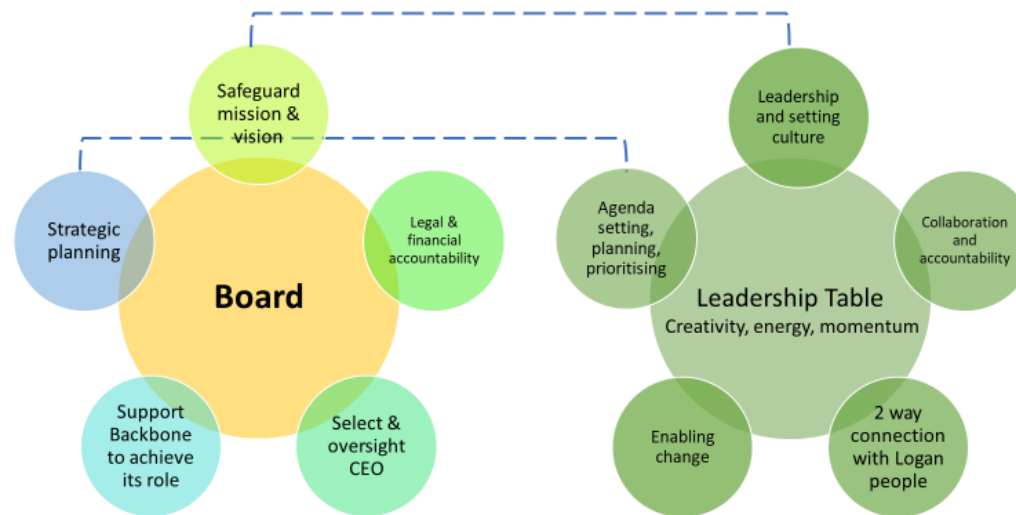 Safeguard
mission &
vision
Strategic
planning
Legal &
financial
accountability
Board
Support
Backbone
to achieve
its role
Select &
oversight
CEO
Leadership
and setting
culture
Agenda
setting,
planning,
prioritising
Collaboration
and
accountability
Leadership Table
Creativity, energy, momentum
Enabling
change
2 way
connection
with Logan
people